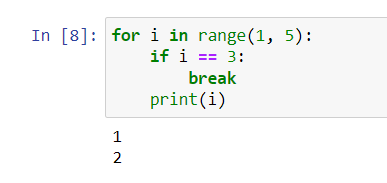 In [8]: for i in range(1, 5):
    if i == 3:
        break
    print(i)
1
2